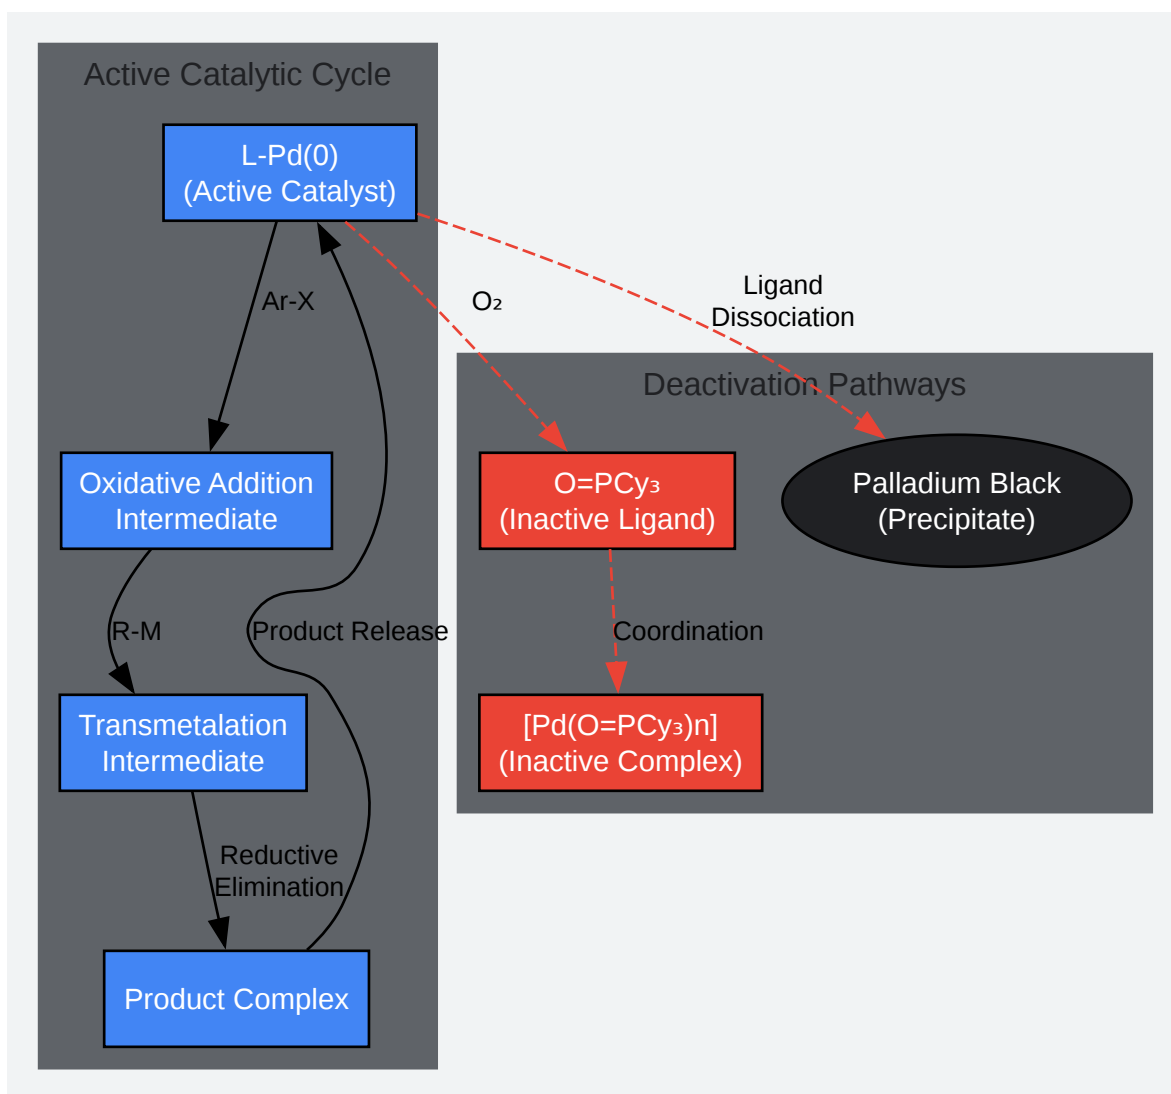 Active Catalytic Cycle
L-Pd(0)
(Active Catalyst)
Ar-X
O₂
Ligand
Dissociation
Deactivation Pathways
Oxidative Addition
Intermediate
O=PCy₃
(Inactive Ligand)
Palladium Black
(Precipitate)
R-M
Product Release
Coordination
Transmetalation
Intermediate
[Pd(O=PCy₃)n]
(Inactive Complex)
Reductive
Elimination
Product Complex